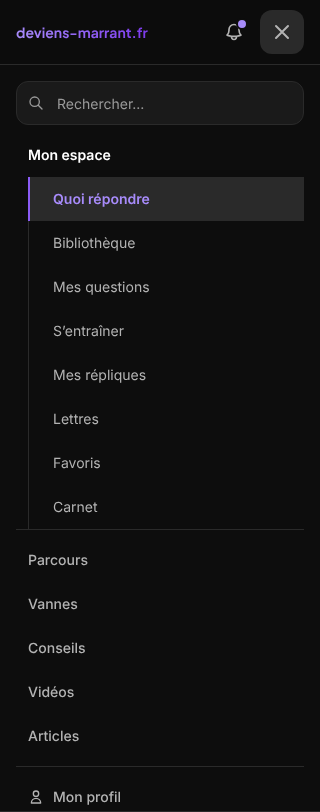 deviens-marrant.fr
Rechercher...
Mon espace
Quoi répondre
Bibliothèque
Mes questions
S’entraîner
Mes répliques
Lettres
Favoris
Carnet
Parcours
Vannes
Conseils
Vidéos
Articles
Mon profil